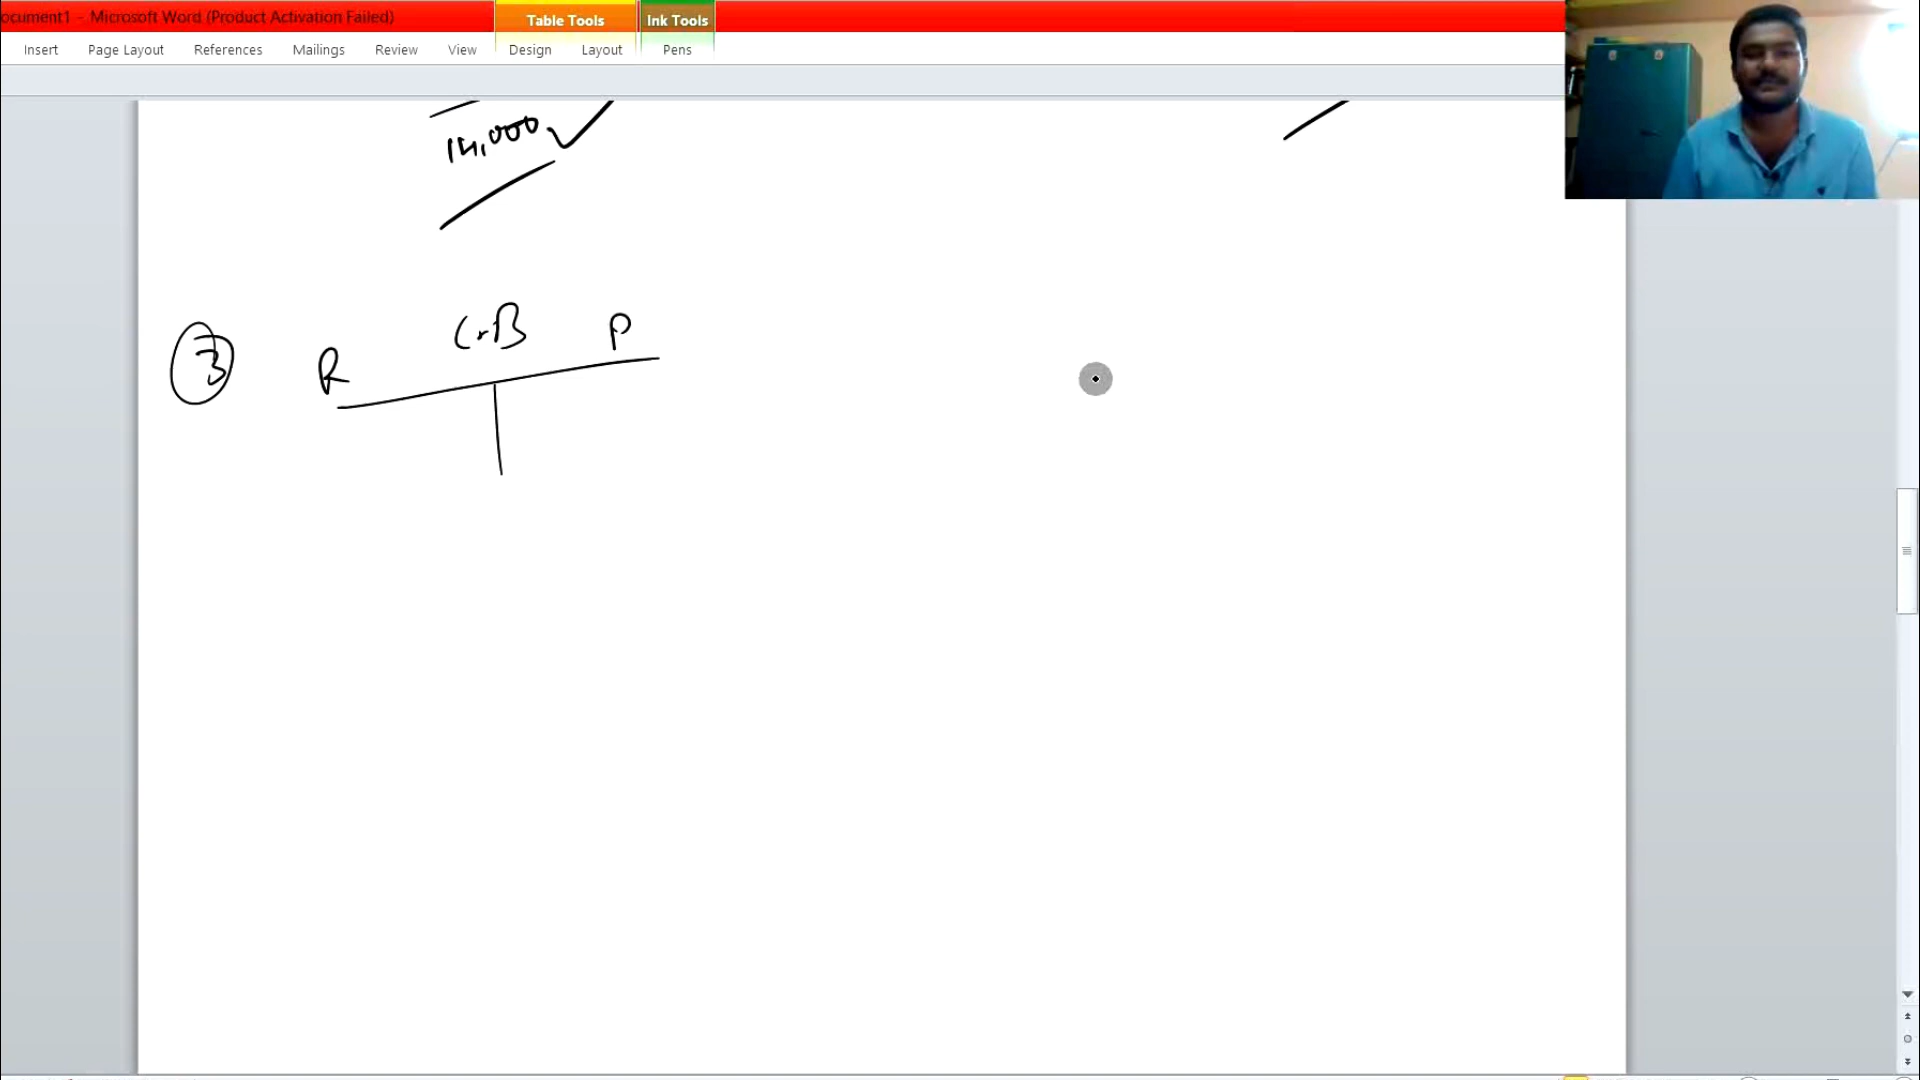 ocument1 - Microsoft Word (Product Activation Failed)
Table Tools
Ink Tools
Insert Page Layout References Mailings Review View Design Layout Pens
14,000
3
R C.B P